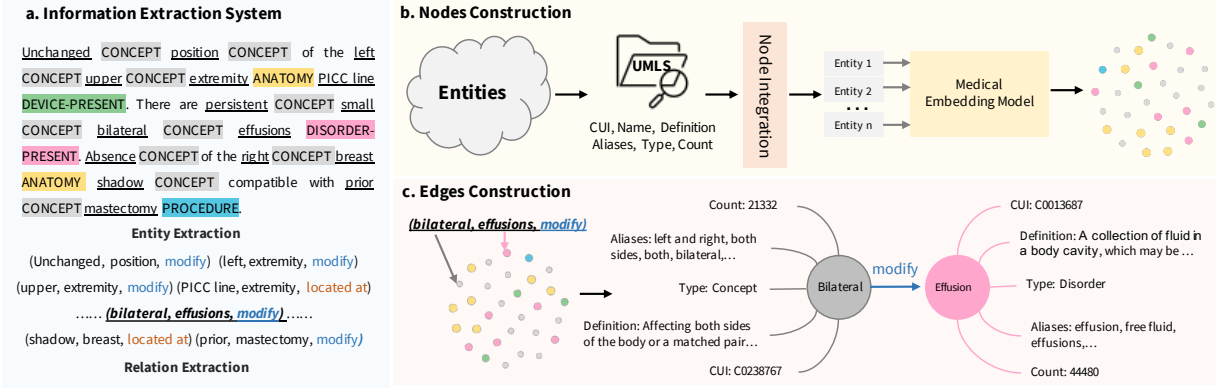 a. Information Extraction System
Unchanged CONCEPT position CONCEPT of the left
CONCEPT upper CONCEPT extremity ANATOMY PICC line
DEVICE-PRESENT. There are persistent CONCEPT small
CONCEPT bilateral CONCEPT effusions DISORDER-
PRESENT. Absence CONCEPT of the right CONCEPT breast
ANATOMY shadow CONCEPT compatible with prior
CONCEPT mastectomy PROCEDURE.
Entity Extraction
(Unchanged, position, modify) (left, extremity, modify)
(upper, extremity, modify) (PICC line, extremity, located at)
…… (bilateral, effusions, modify) ……
(shadow, breast, located at) (prior, mastectomy, modify)
Relation Extraction
b. Nodes Construction
Entities
UMLS
CUI, Name, Definition
Aliases, Type, Count
Node Integration
Entity 1
Entity 2
...
Entity n
Medical
Embedding Model
c. Edges Construction
(bilateral, effusions, modify)
Count: 21332
Aliases: left and right, both
sides, both, bilateral,…
Type: Concept
Definition: Affecting both sides
of the body or a matched pair…
CUI: C0238767
Bilateral
modify
Effusion
CUI: C0013687
Definition: A collection of fluid in
a body cavity, which may be …
Type: Disorder
Aliases: effusion, free fluid,
effusions,…
Count: 44480